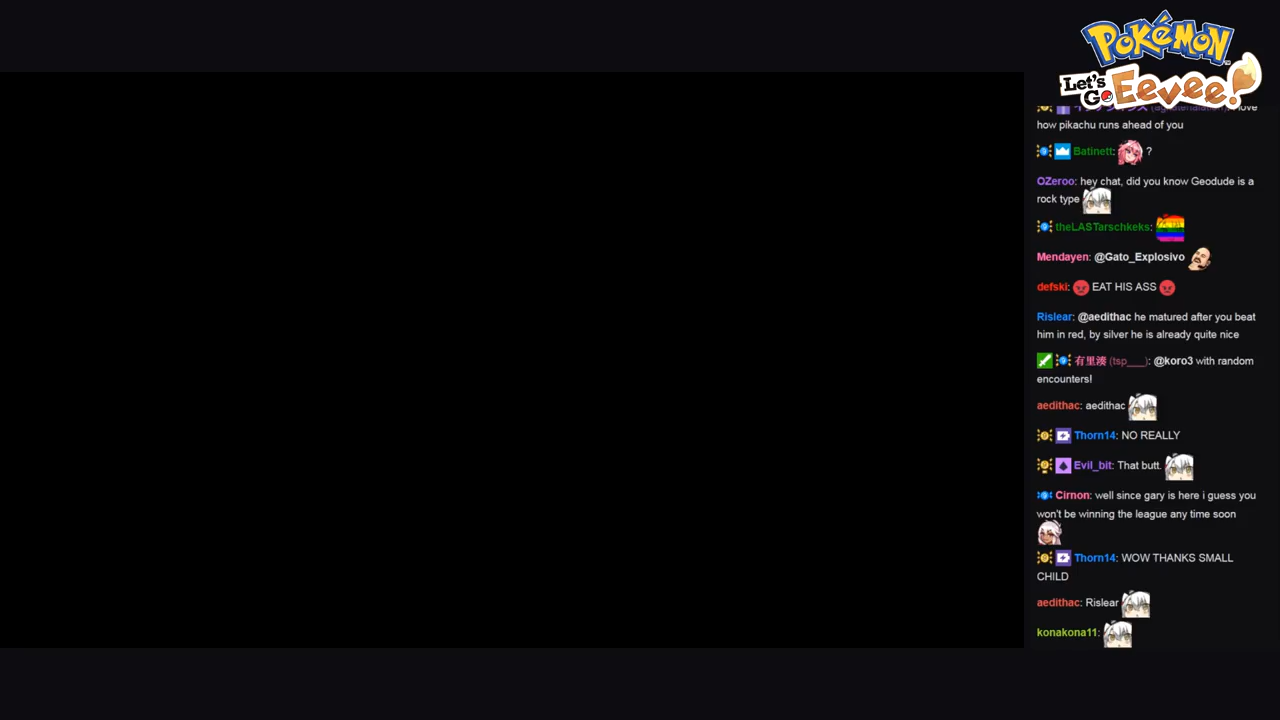 POKÉMON
Let's Go Eevee!
how pikachu runs ahead of you
Batinett: ?
OZeroo: hey chat, did you know Geodude is a
rock type
theLASTarschkeks:
Mendayen: @Gato_Explosivo
defski: EAT HIS ASS
Rislear: @aedithac he matured after you beat
him in red, by silver he is already quite nice
有里湊 (tsp___): @koro3 with random
encounters!
aedithac: aedithac
Thorn14: NO REALLY
Evil_bit: That butt.
Cirnon: well since gary is here i guess you
won't be winning the league any time soon
Thorn14: WOW THANKS SMALL
CHILD
aedithac: Rislear
konakona11: